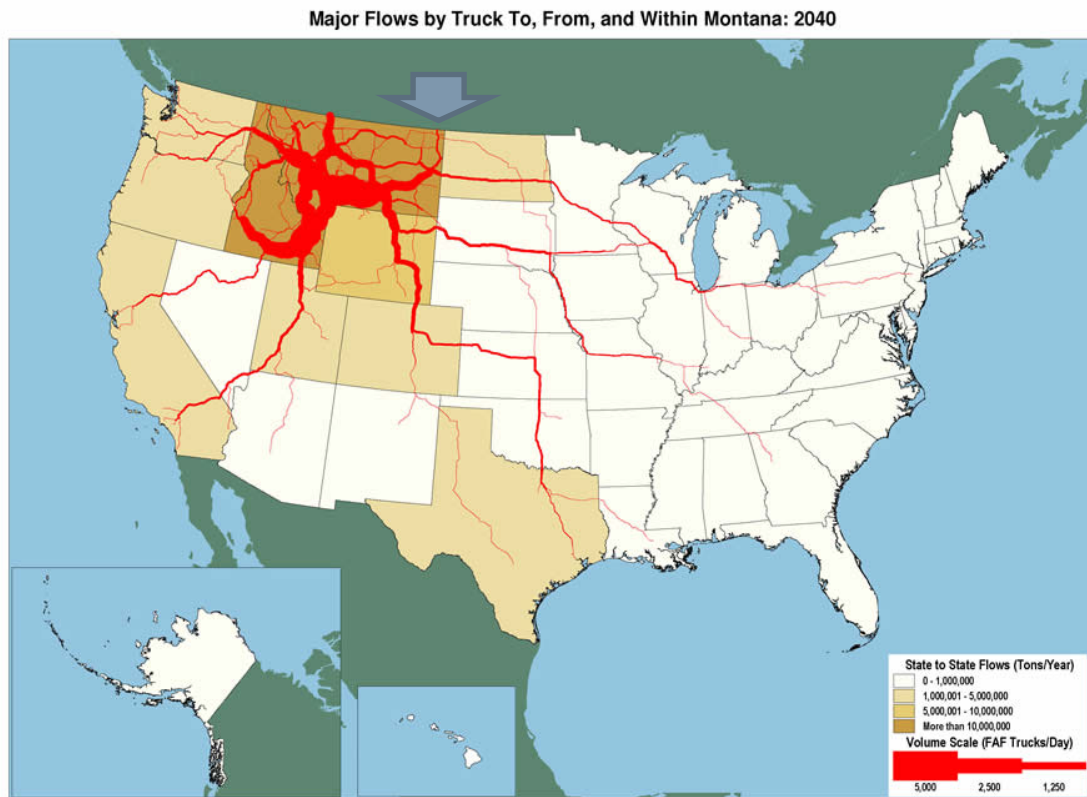 Major Flows by Truck To, From, and Within Montana: 2040
State to State Flows (Tons/Year)
0 - 1,000,000
1,000,001 - 5,000,000
5,000,001 - 10,000,000
More than 10,000,000
Volume Scale (FAF Trucks/Day)
5,000 2,500 1,250